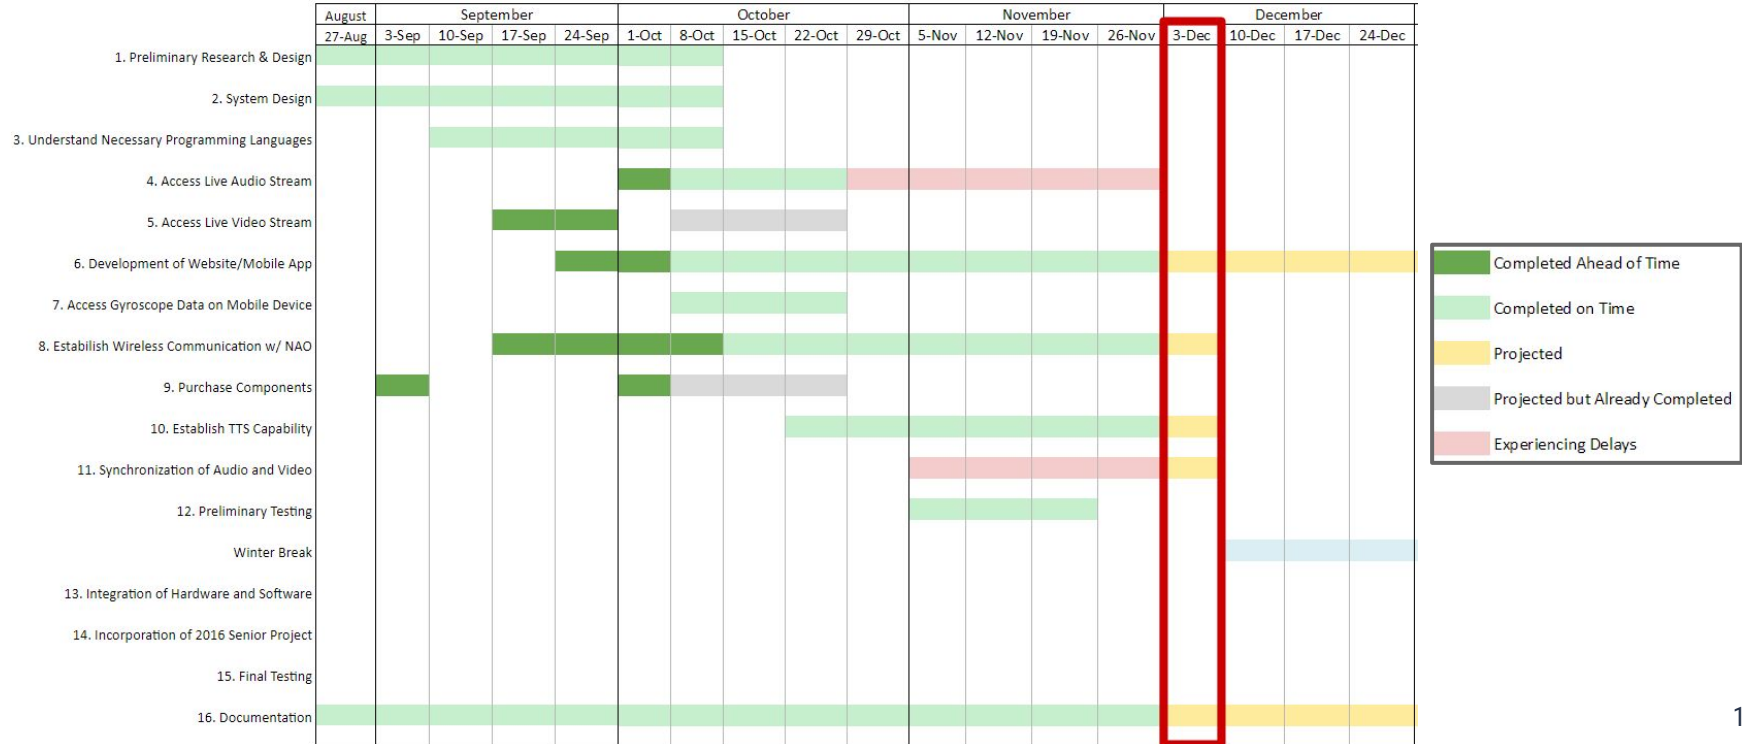 August September October November December
27-Aug 3-Sep 10-Sep 17-Sep 24-Sep 1-Oct 8-Oct 15-Oct 22-Oct 29-Oct 5-Nov 12-Nov 19-Nov 26-Nov 3-Dec 10-Dec 17-Dec 24-Dec
1. Preliminary Research & Design
2. System Design
3. Understand Necessary Programming Languages
4. Access Live Audio Stream
5. Access Live Video Stream
6. Development of Website/Mobile App
7. Access Gyroscope Data on Mobile Device
8. Estabilish Wireless Communication w/ NAO
9. Purchase Components
10. Establish TTS Capability
11. Synchronization of Audio and Video
12. Preliminary Testing
Winter Break
13. Integration of Hardware and Software
14. Incorporation of 2016 Senior Project
15. Final Testing
16. Documentation
Completed Ahead of Time
Completed on Time
Projected
Projected but Already Completed
Experiencing Delays
1